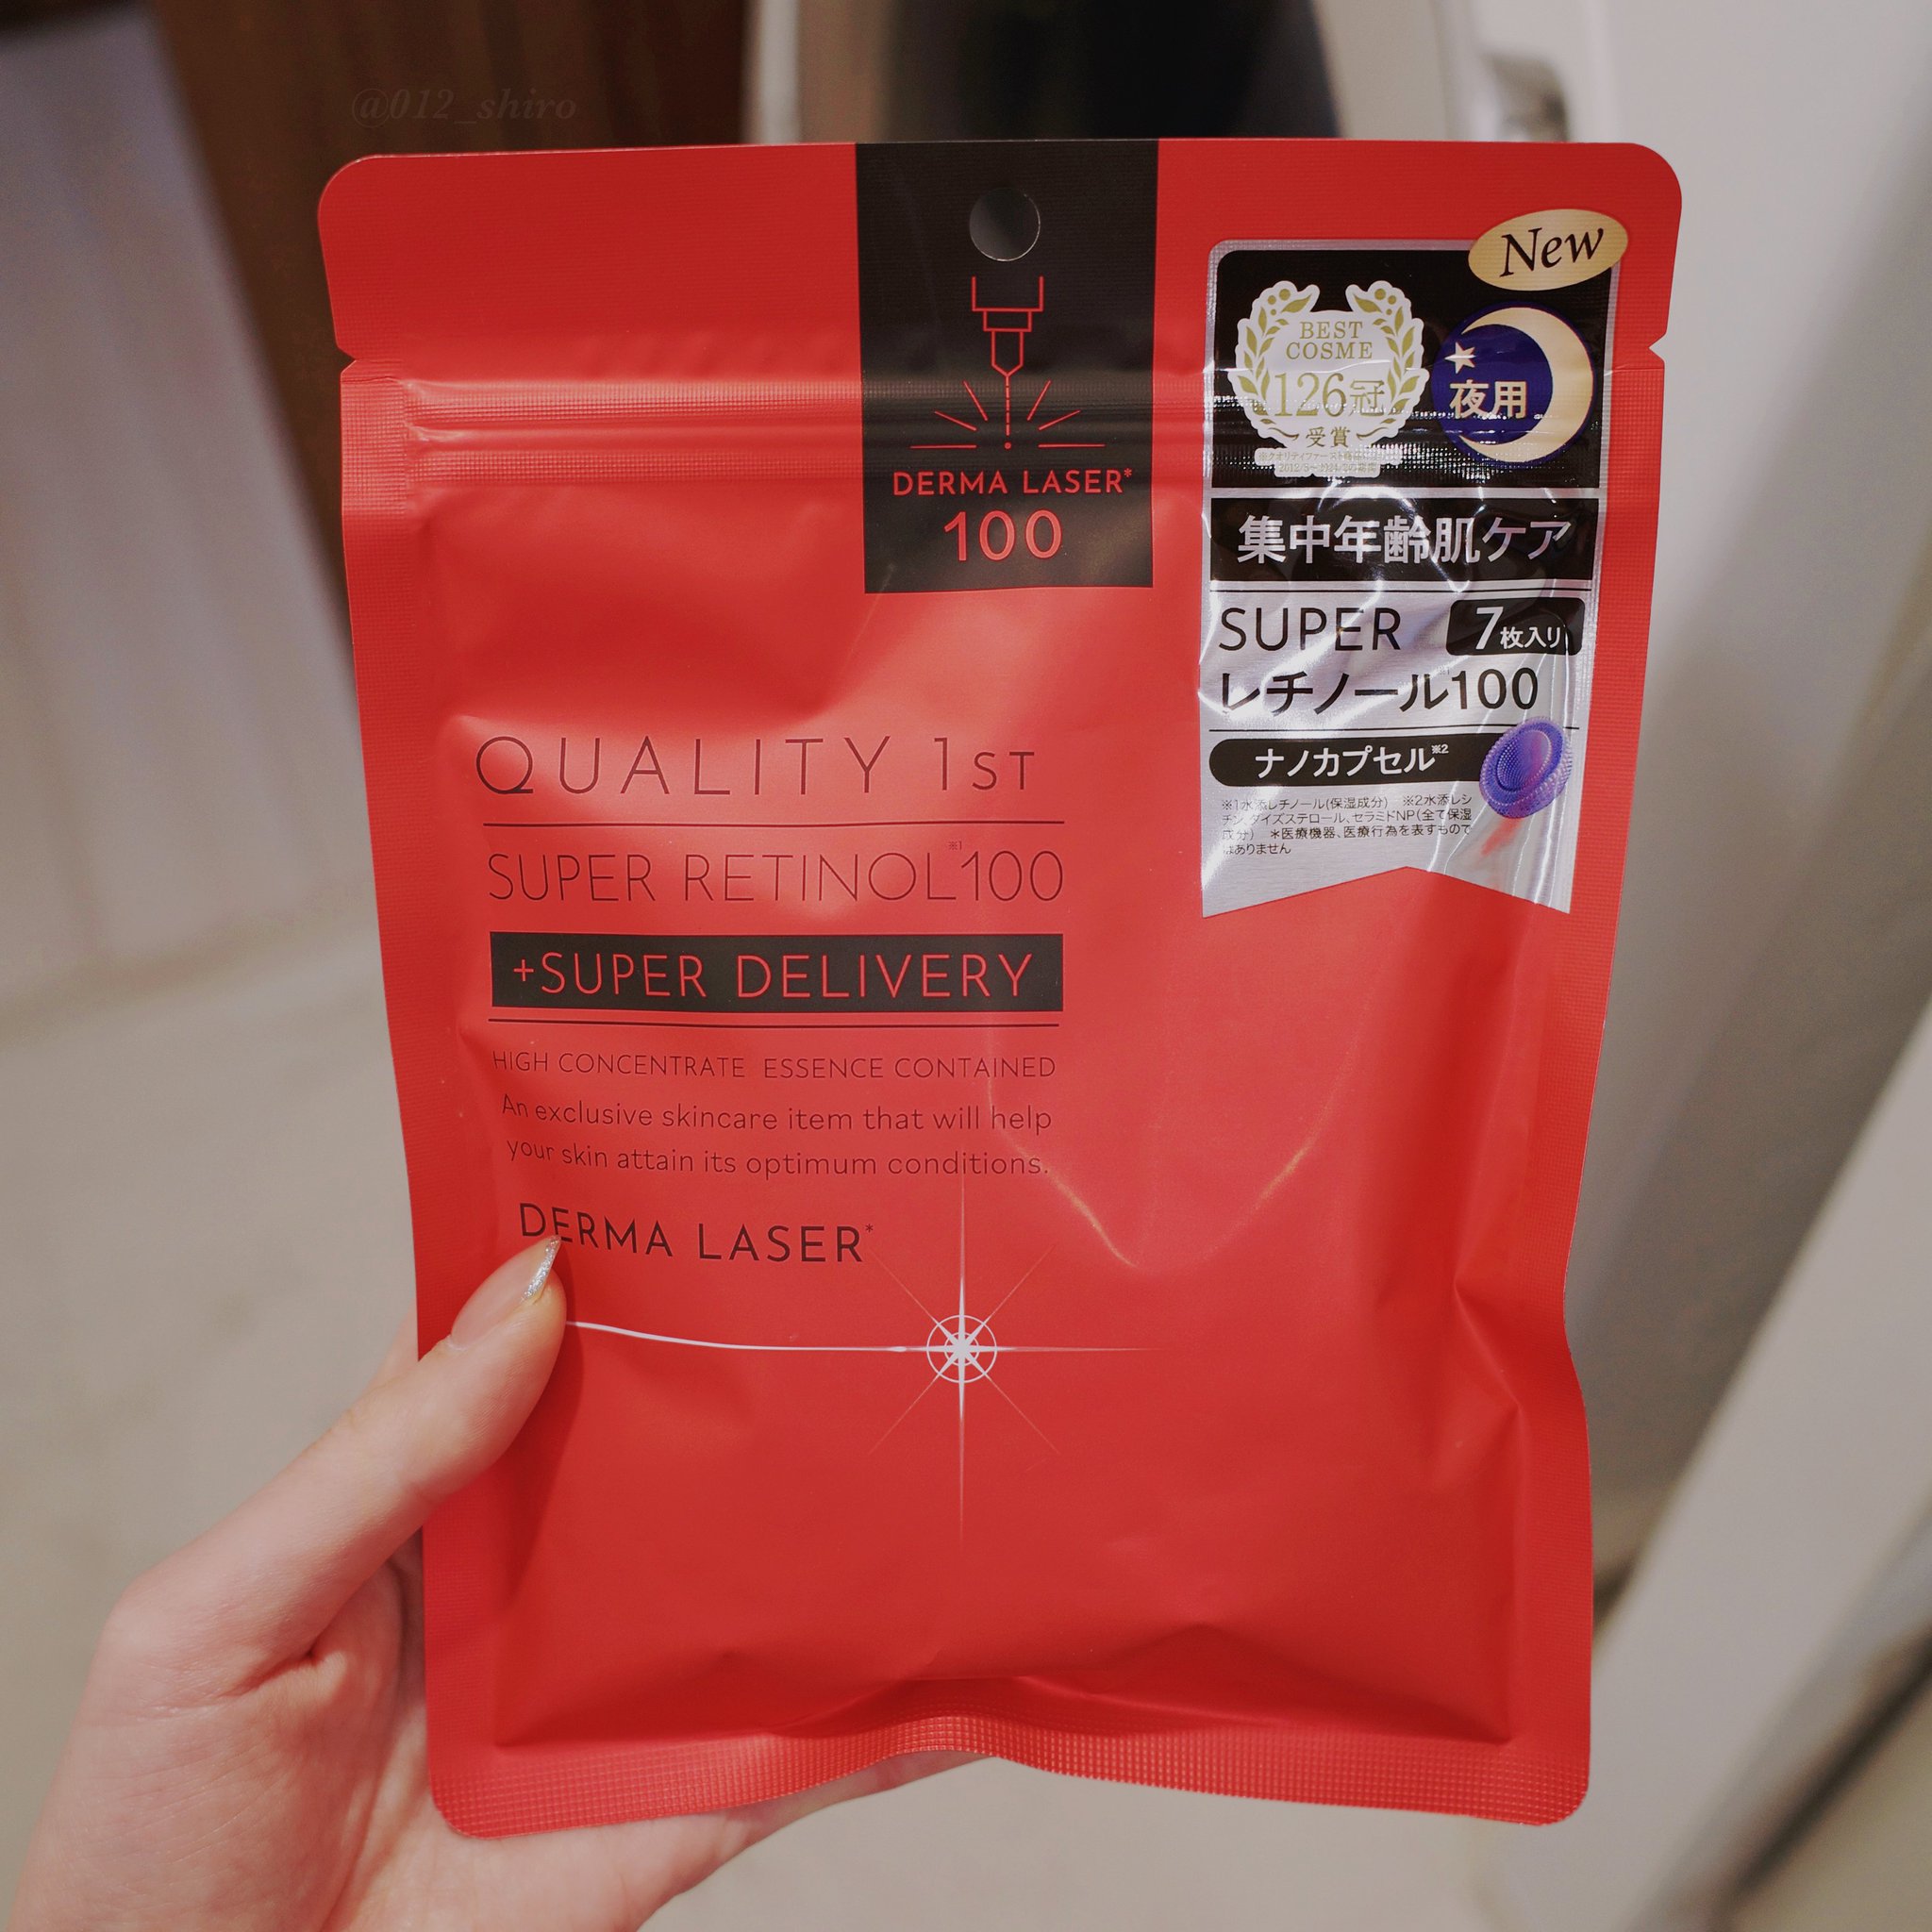 @012_shiro
DERMA LASER*
100
New
BEST
COSME
126冠
受賞
夜用
集中年齢肌ケア
SUPER
7枚入り
レチノール100
ナノカプセル※2
※1水添レチノール(保湿成分) ※2水添レシ
チン、ダイズステロール、セラミドNP(全て保湿
成分) *医療機器、医療行為を表すもので
はありません
QUALITY 1ST
SUPER RETINOL※1100
+SUPER DELIVERY
HIGH CONCENTRATE ESSENCE CONTAINED
An exclusive skincare item that will help
your skin attain its optimum conditions.
DERMA LASER*